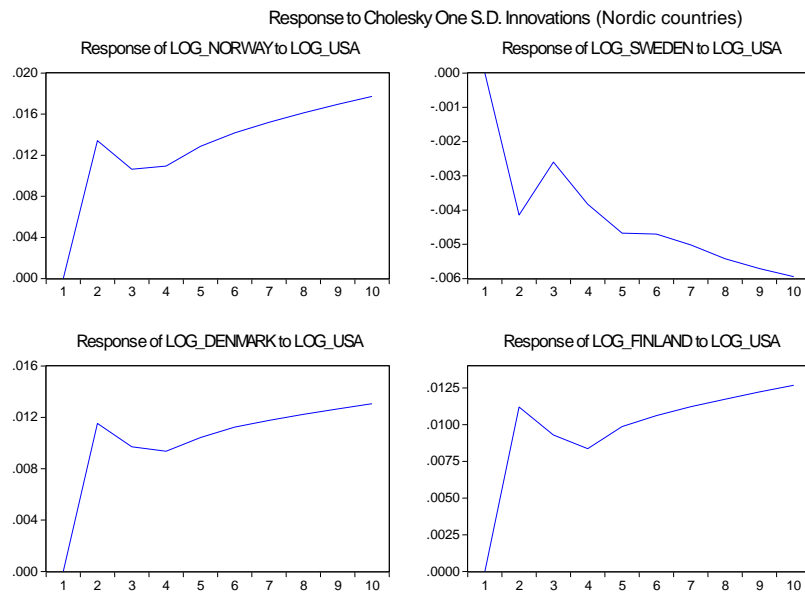 Response to Cholesky One S.D. Innovations (Nordic countries)
Response of LOG_NORWAY to LOG_USA
.020
.016
.012
.008
.004
.000
1 2 3 4 5 6 7 8 9 10
Response of LOG_SWEDEN to LOG_USA
.000
-.001
-.002
-.003
-.004
-.005
-.006
1 2 3 4 5 6 7 8 9 10
Response of LOG_DENMARK to LOG_USA
.016
.012
.008
.004
.000
1 2 3 4 5 6 7 8 9 10
Response of LOG_FINLAND to LOG_USA
.0125
.0100
.0075
.0050
.0025
.0000
1 2 3 4 5 6 7 8 9 10